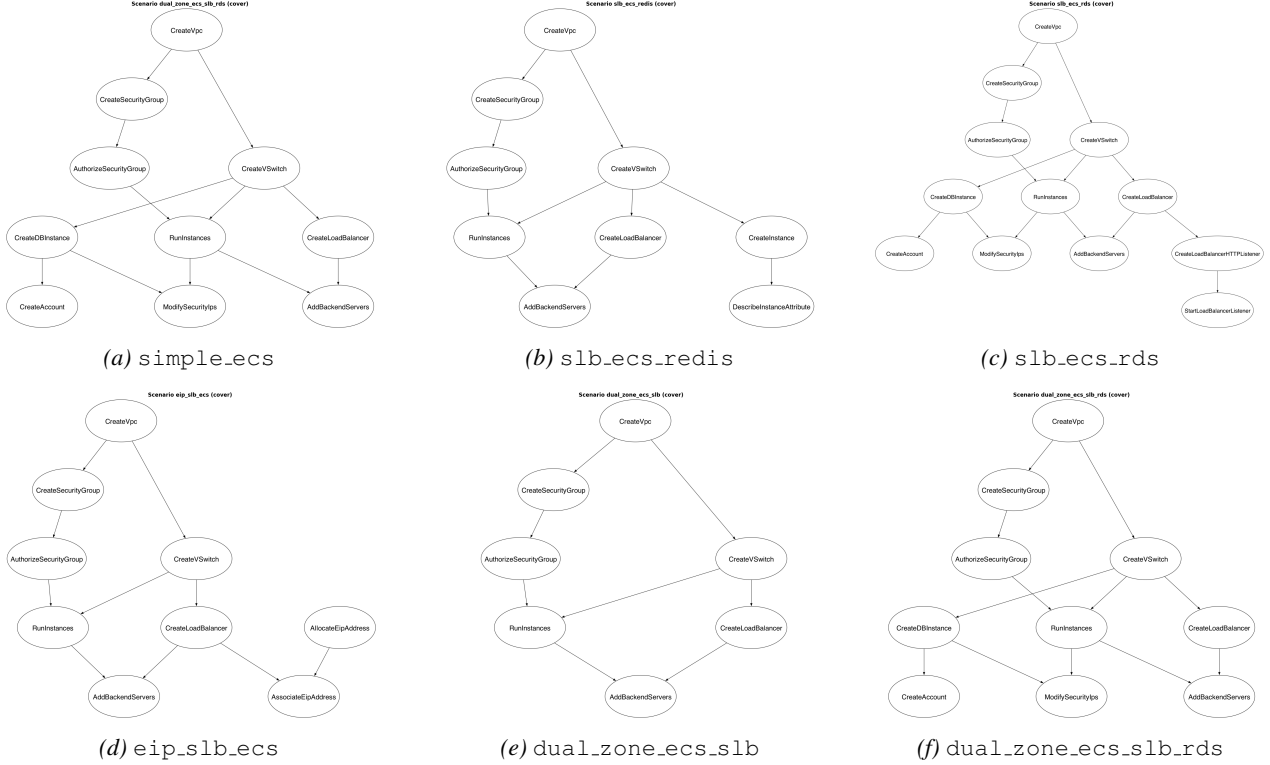 Scenario dual_zone_ecs_slb_rds (cover)
CreateVpc
CreateSecurityGroup
AuthorizeSecurityGroup
CreateVSwitch
CreateDBInstance
RunInstances
CreateLoadBalancer
CreateAccount
ModifySecurityIps
AddBackendServers
(a) simple_ecs
Scenario slb_ecs_redis (cover)
CreateVpc
CreateSecurityGroup
AuthorizeSecurityGroup
CreateVSwitch
RunInstances
CreateLoadBalancer
CreateInstance
AddBackendServers
DescribeInstanceAttribute
(b) slb_ecs_redis
Scenario slb_ecs_rds (cover)
CreateVpc
CreateSecurityGroup
AuthorizeSecurityGroup
CreateVSwitch
CreateDBInstance
RunInstances
CreateLoadBalancer
CreateAccount
ModifySecurityIps
AddBackendServers
CreateLoadBalancerHTTPListener
StartLoadBalancerListener
(c) slb_ecs_rds
Scenario eip_slb_ecs (cover)
CreateVpc
CreateSecurityGroup
AuthorizeSecurityGroup
CreateVSwitch
RunInstances
CreateLoadBalancer
AllocateEipAddress
AddBackendServers
AssociateEipAddress
(d) eip_slb_ecs
Scenario dual_zone_ecs_slb (cover)
CreateVpc
CreateSecurityGroup
AuthorizeSecurityGroup
CreateVSwitch
RunInstances
CreateLoadBalancer
AddBackendServers
(e) dual_zone_ecs_slb
Scenario dual_zone_ecs_slb_rds (cover)
CreateVpc
CreateSecurityGroup
AuthorizeSecurityGroup
CreateVSwitch
CreateDBInstance
RunInstances
CreateLoadBalancer
CreateAccount
ModifySecurityIps
AddBackendServers
(f) dual_zone_ecs_slb_rds